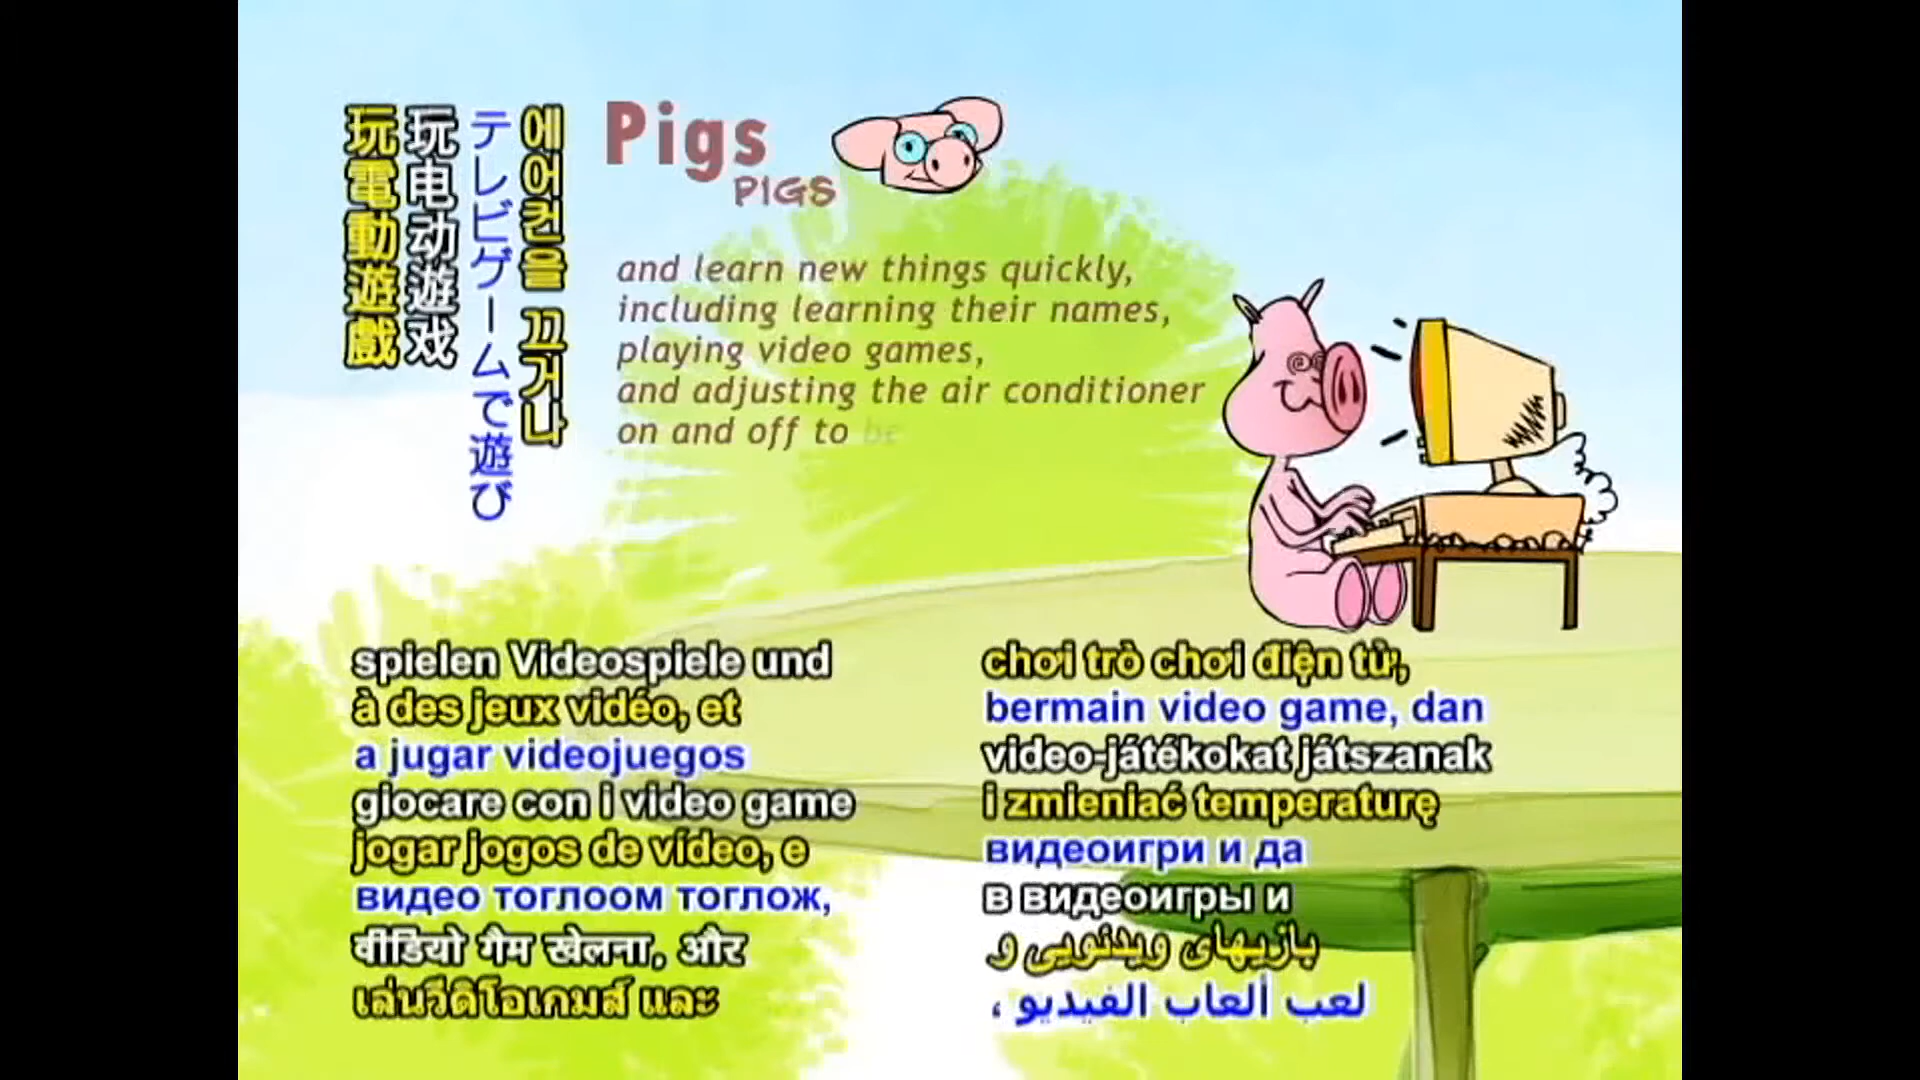 玩電動遊戲
玩电动遊戏
テレビゲームで遊び
에어컨을 끄거나
Pigs
PIGS
and learn new things quickly,
including learning their names,
playing video games,
and adjusting the air conditioner
on and off to be
spielen Videospiele und
à des jeux vidéo, et
a jugar videojuegos
giocare con i video game
jogar jogos de vídeo, e
видео тоглоом тоглож,
वीडियो गैम खेलना, और
เล่นวีดิโอเกมส์ และ
chơi trò chơi điện tử,
bermain video game, dan
video-játékokat játszanak
i zmieniać temperaturę
видеоигри и да
в видеоигры и
بازیهای ویدئویی و
لعب ألعاب الفيديو ،